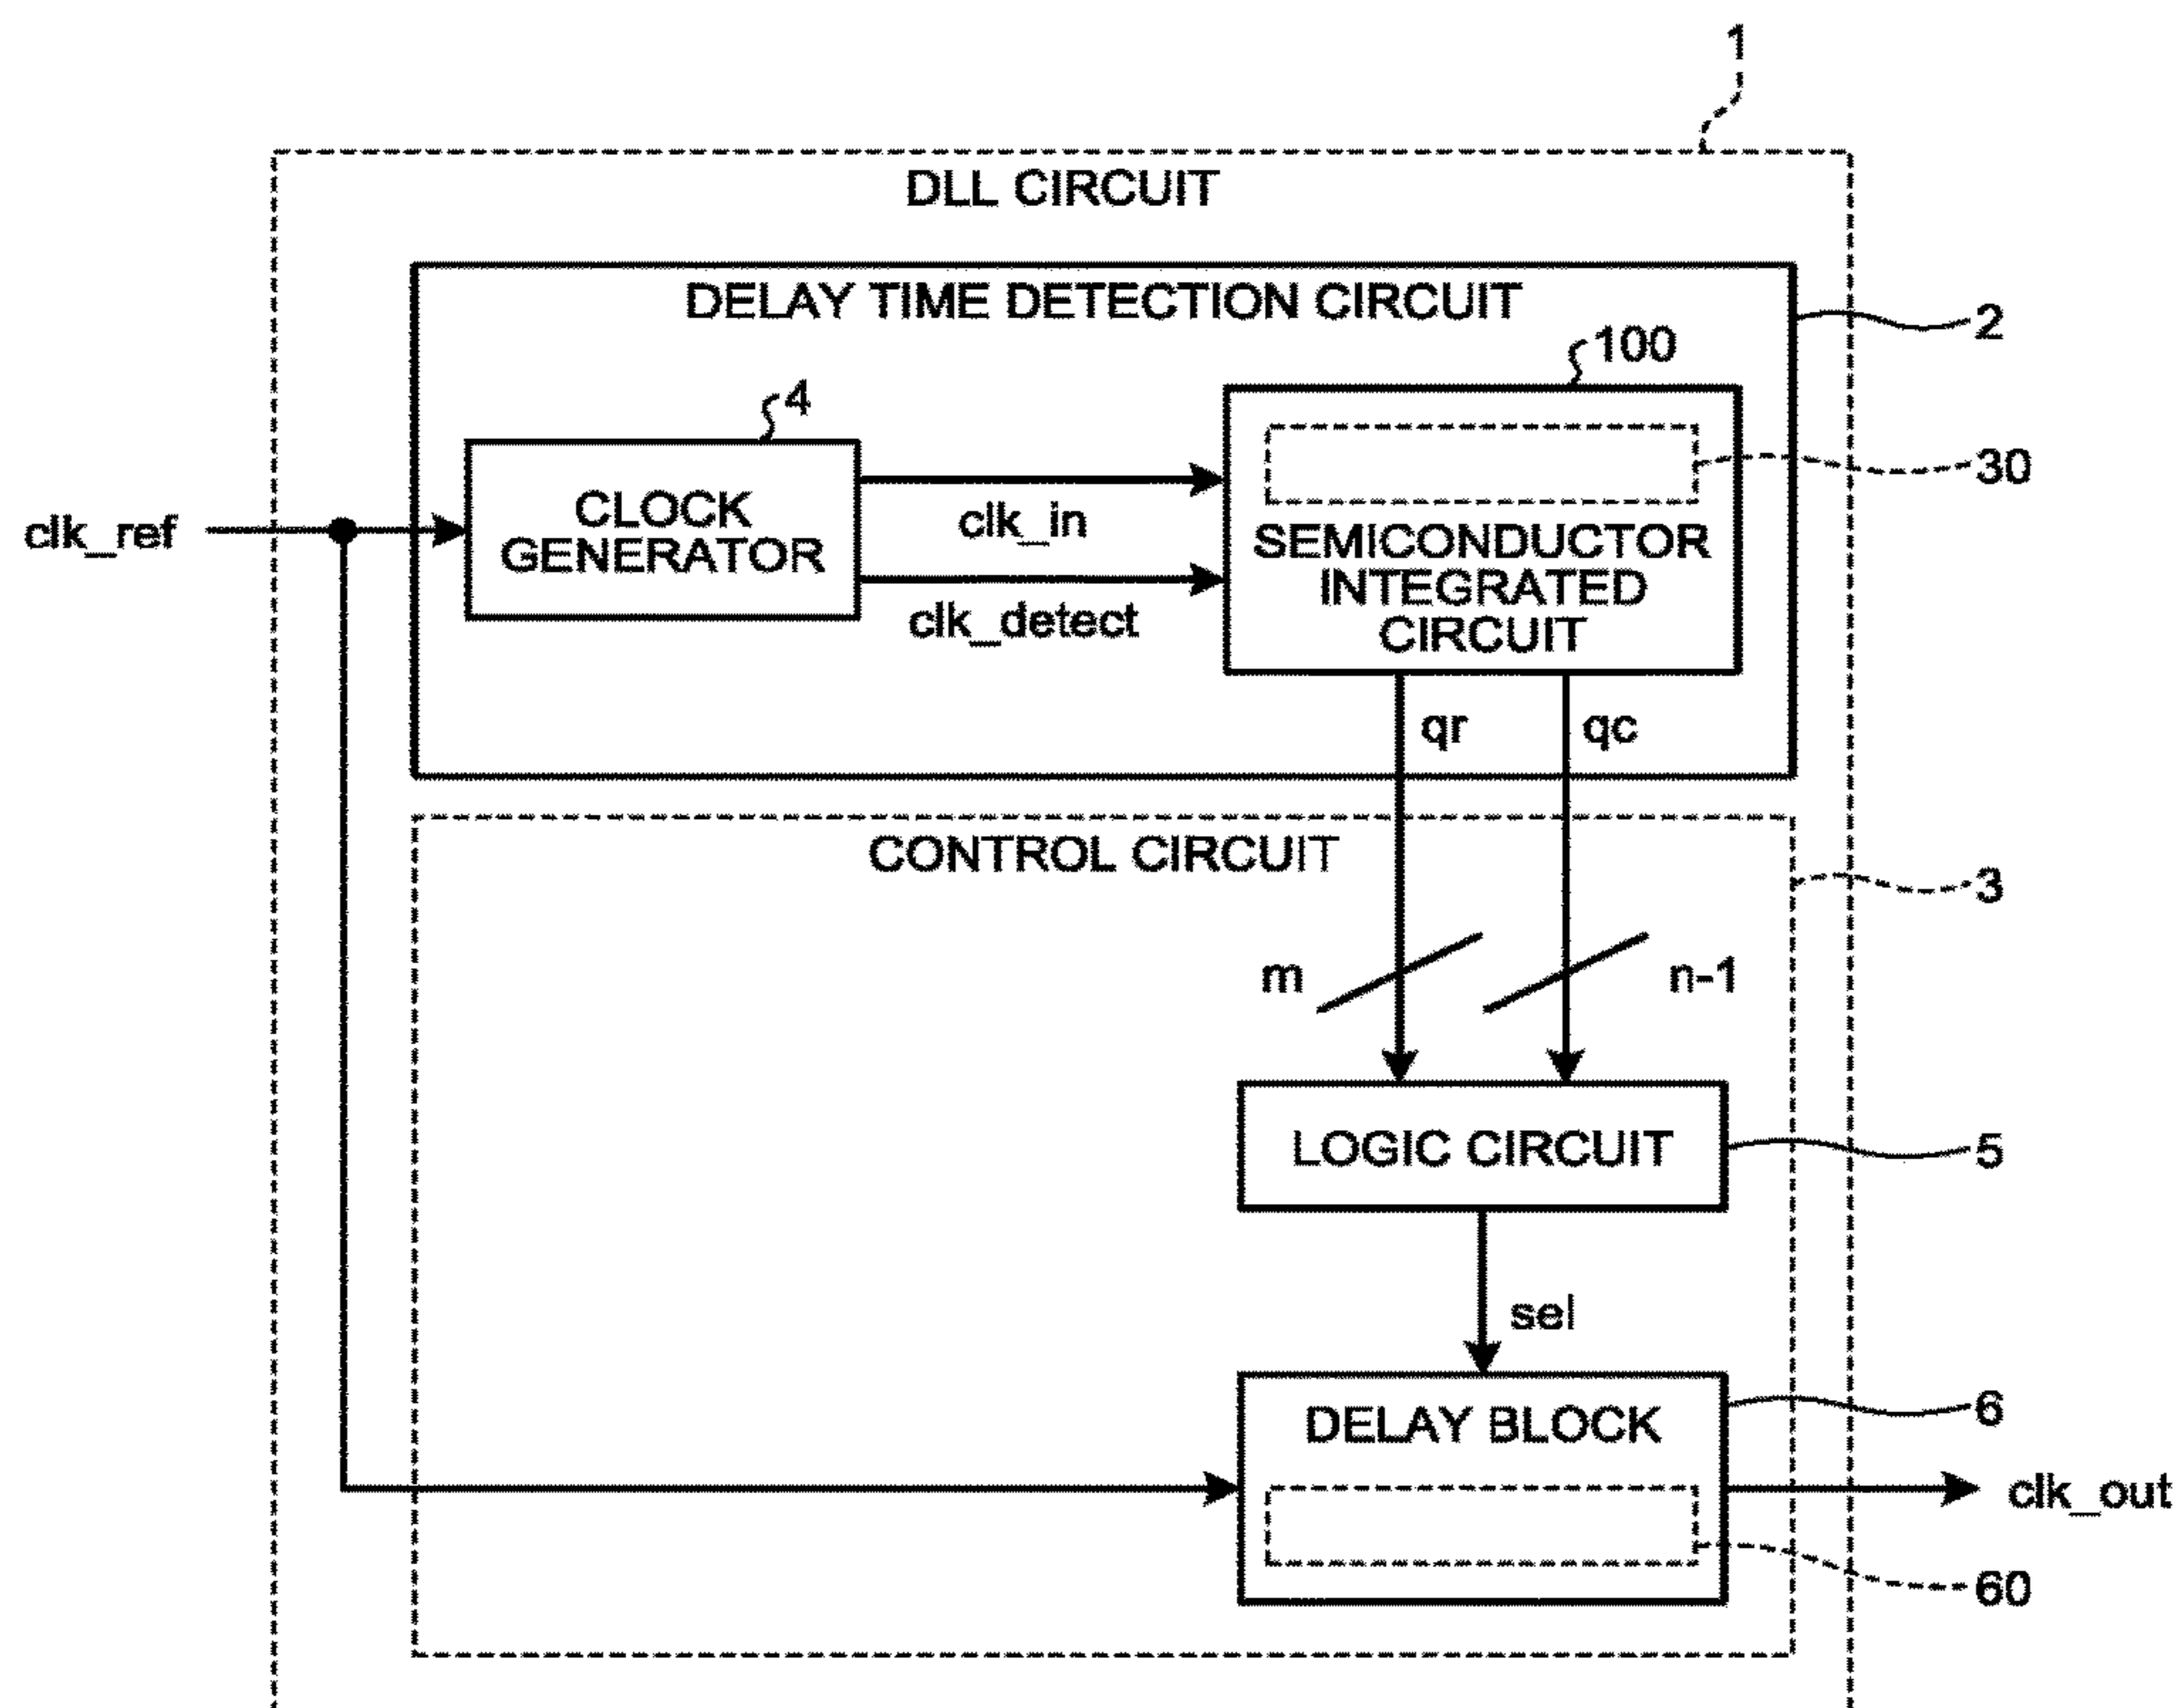 1
DLL CIRCUIT
DELAY TIME DETECTION CIRCUIT
2
100
4
30
clk_ref
CLOCK
GENERATOR
clk_in
clk_detect
SEMICONDUCTOR
INTEGRATED
CIRCUIT
qr
qc
CONTROL CIRCUIT
3
m
n-1
LOGIC CIRCUIT
5
sel
DELAY BLOCK
6
clk_out
60